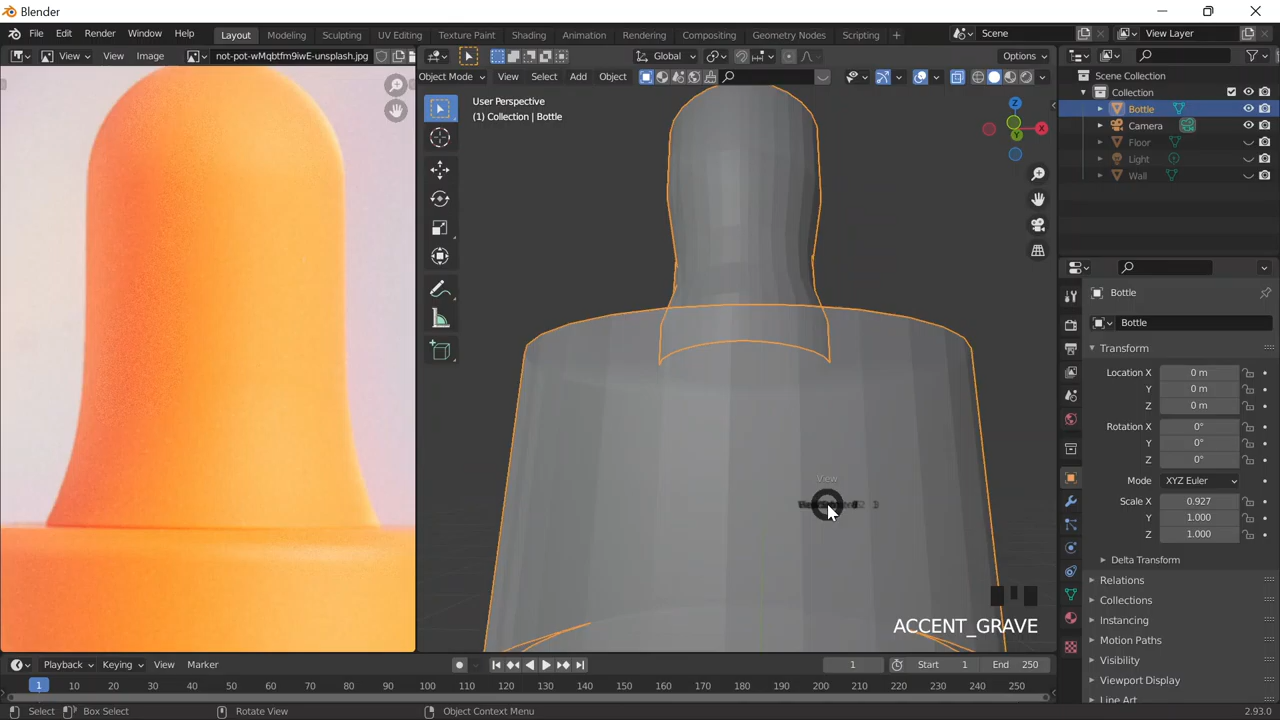 Blender
File Edit Render Window Help Layout Modeling Sculpting UV Editing Texture Paint Shading Animation Rendering Compositing Geometry Nodes Scripting + Scene View Layer
View View Image not-pot-wMqbtfm9iwE-unsplash.jpg Global Options
Object Mode View Select Add Object
Scene Collection
Collection
Bottle
Camera
Floor
Light
Wall
User Perspective
(1) Collection | Bottle
Z
X
Y
Bottle
Bottle
Transform
Location X 0 m
Y 0 m
Z 0 m
Rotation X 0°
Y 0°
Z 0°
Mode XYZ Euler
Scale X 0.927
Y 1.000
Z 1.000
Delta Transform
Relations
Collections
Instancing
Motion Paths
Visibility
Viewport Display
Line Art
View
ACCENT_GRAVE
Playback Keying View Marker 1 Start 1 End 250
1 10 20 30 40 50 60 70 80 90 100 110 120 130 140 150 160 170 180 190 200 210 220 230 240 250
Select Box Select Rotate View Object Context Menu 2.93.0